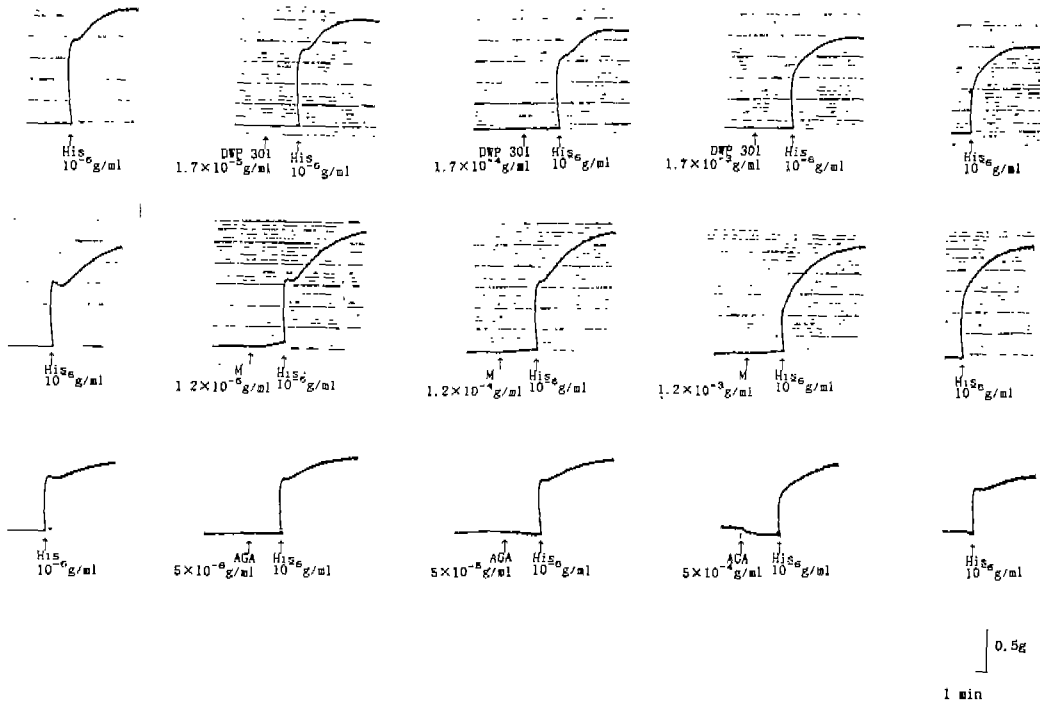 His
10⁻⁶g/ml
DWP 301
1.7×10⁻⁵g/ml
His
10⁻⁶g/ml
DWP 301
1.7×10⁻⁴g/ml
His
10⁻⁶g/ml
DWP 301
1.7×10⁻³g/ml
His
10⁻⁶g/ml
His
10⁻⁶g/ml
His
10⁻⁶g/ml
M
1.2×10⁻⁵g/ml
His
10⁻⁶g/ml
M
1.2×10⁻⁴g/ml
His
10⁻⁶g/ml
M
1.2×10⁻³g/ml
His
10⁻⁶g/ml
His
10⁻⁶g/ml
His
10⁻⁶g/ml
AGA
5×10⁻⁶g/ml
His
10⁻⁶g/ml
AGA
5×10⁻⁵g/ml
His
10⁻⁶g/ml
AGA
5×10⁻⁴g/ml
His
10⁻⁶g/ml
His
10⁻⁶g/ml
0.5g
1 min